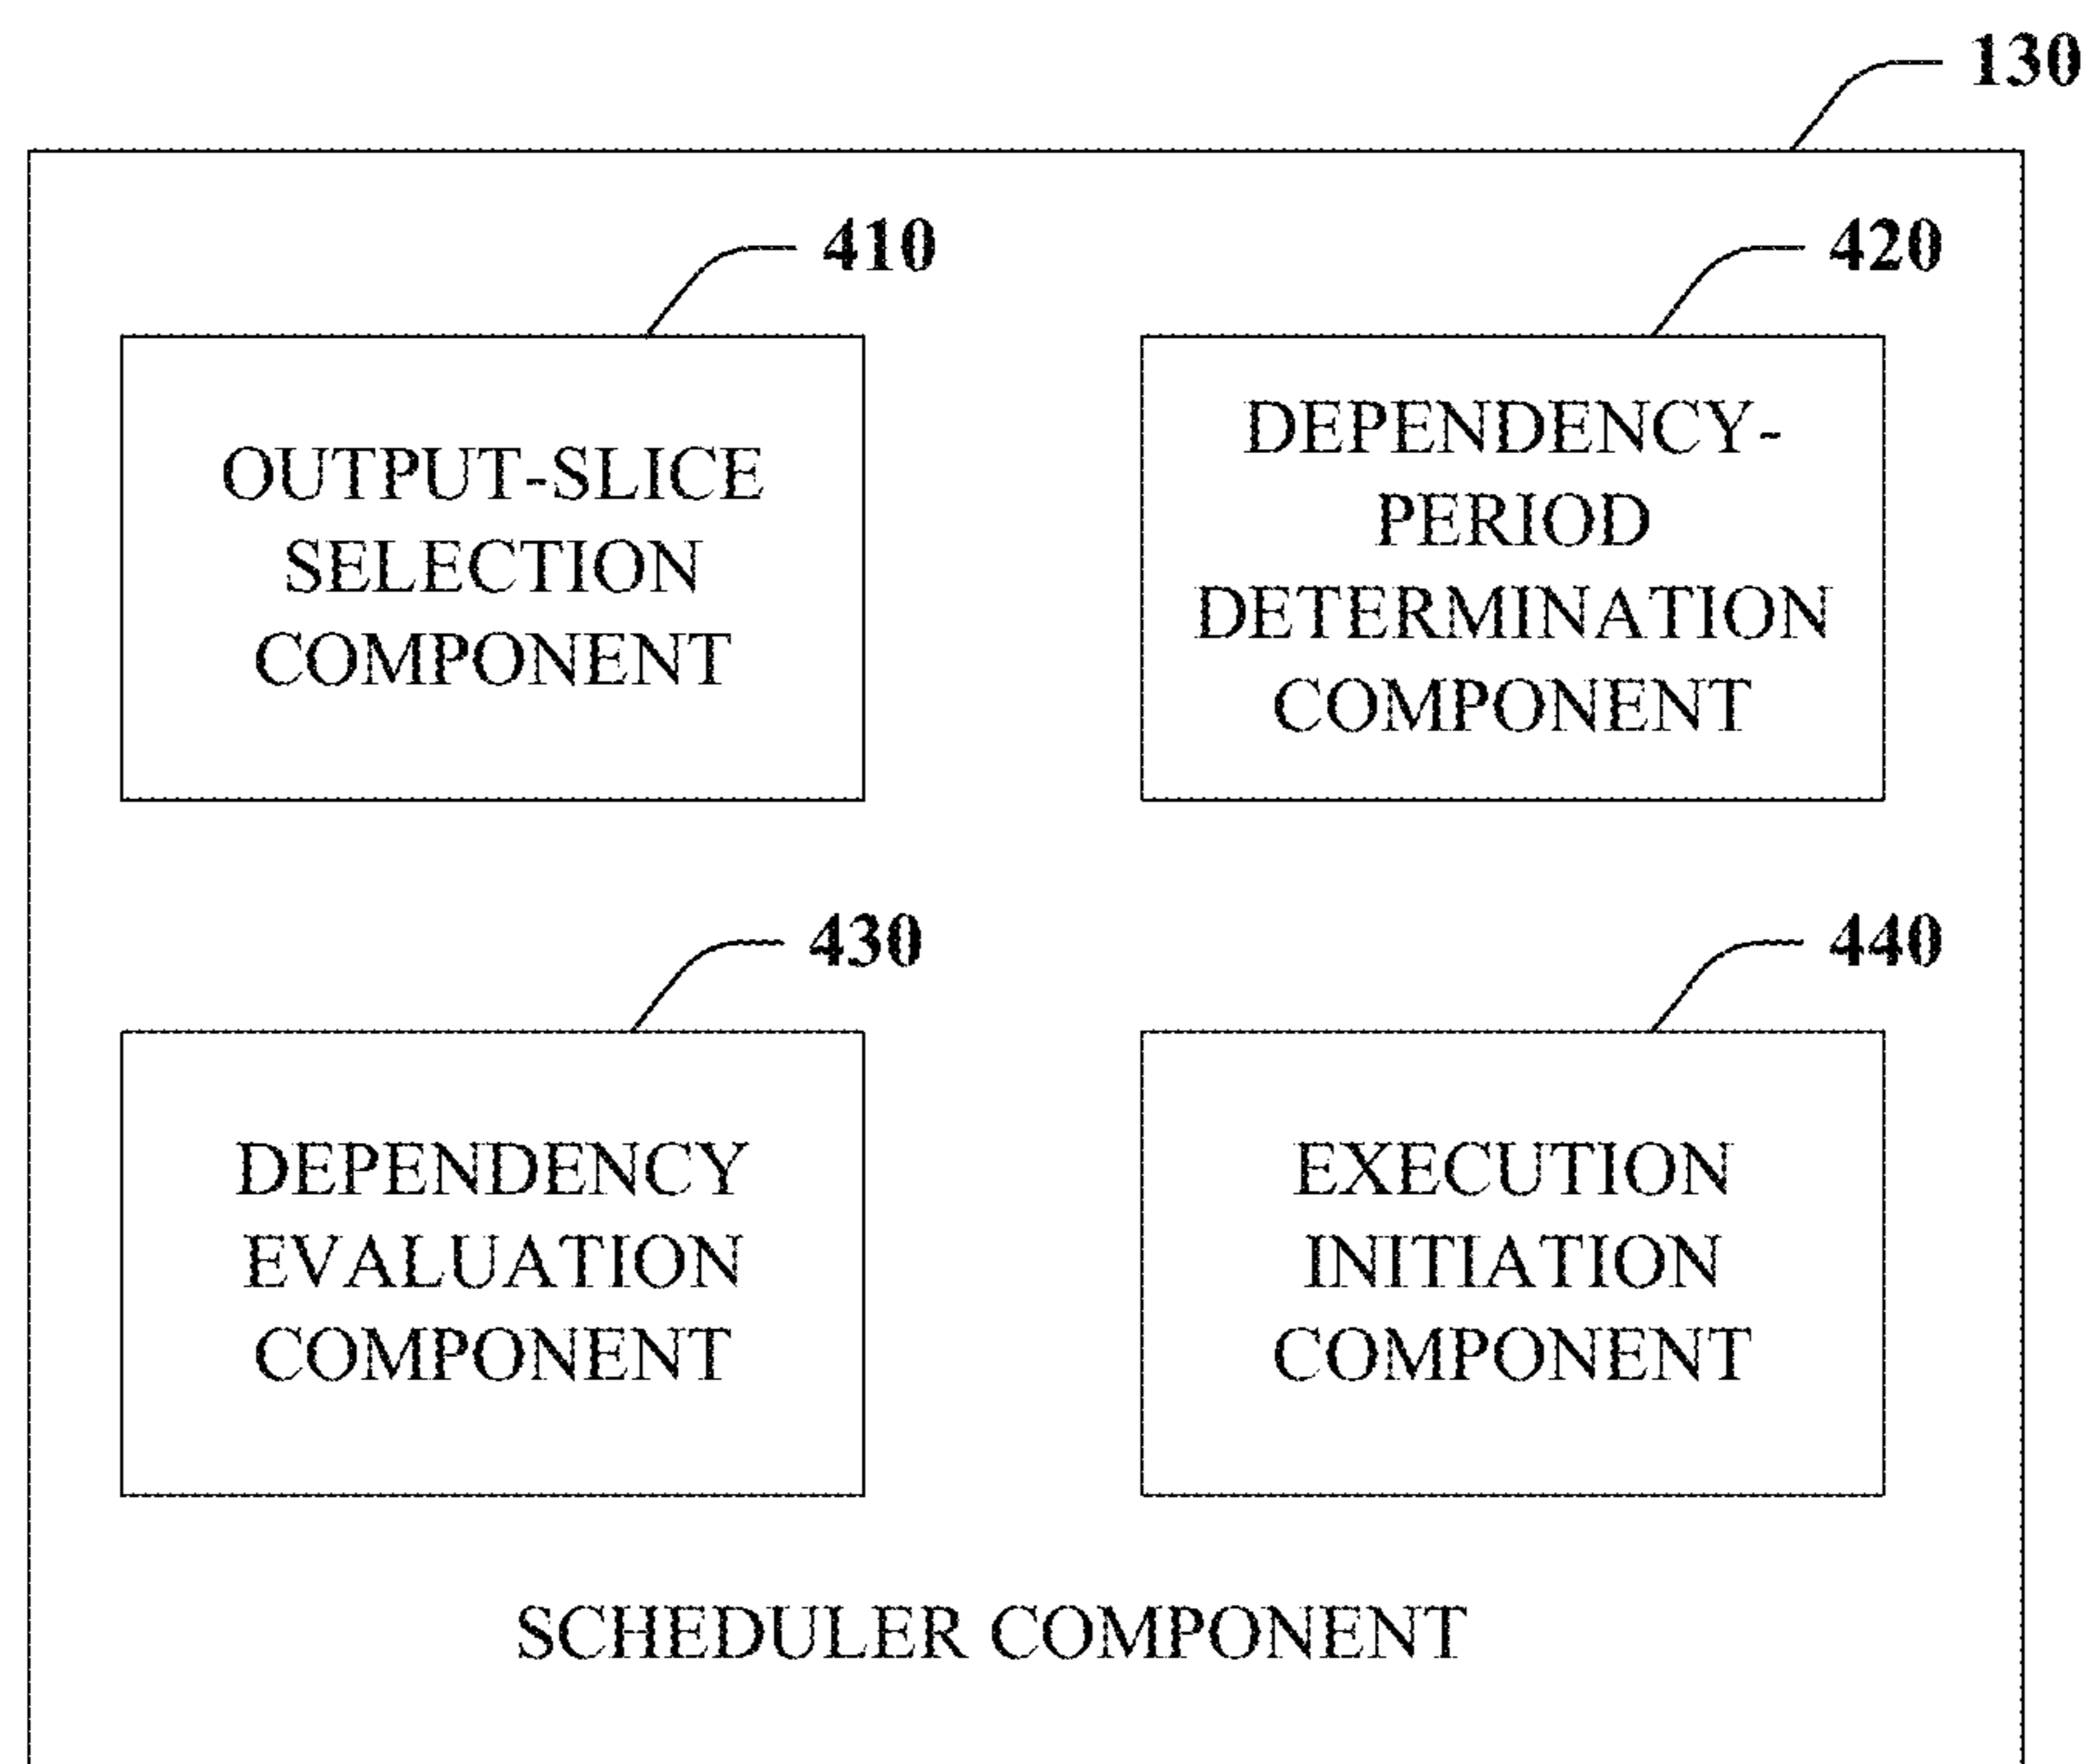 130
410
420
OUTPUT-SLICE
SELECTION
COMPONENT
DEPENDENCY-
PERIOD
DETERMINATION
COMPONENT
430
440
DEPENDENCY
EVALUATION
COMPONENT
EXECUTION
INITIATION
COMPONENT
SCHEDULER COMPONENT